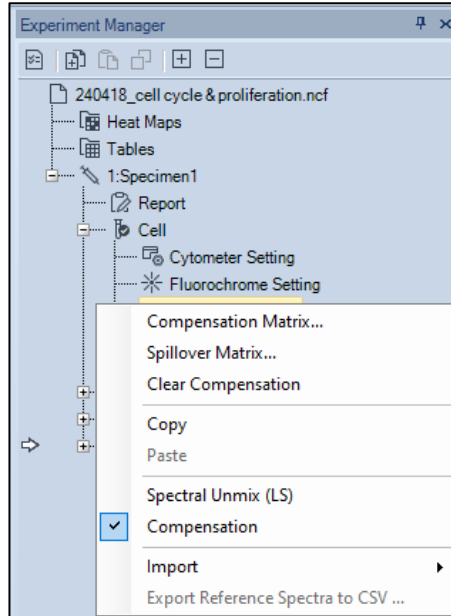 Experiment Manager
240418_cell cycle & proliferation.ncf
Heat Maps
Tables
1:Specimen1
Report
Cell
Cytometer Setting
Fluorochrome Setting
Compensation Matrix...
Spillover Matrix...
Clear Compensation
Copy
Paste
Spectral Unmix (LS)
Compensation
Import
Export Reference Spectra to CSV ...